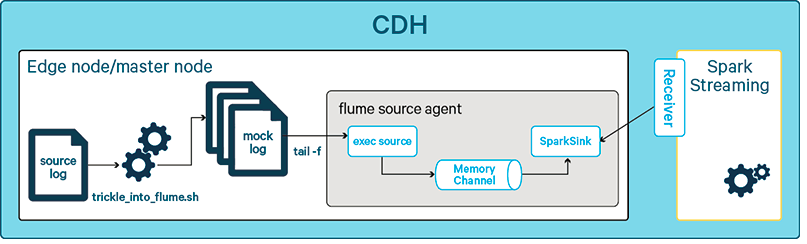 CDH
Edge node/master node
source
log
trickle_into_flume.sh
mock
log
tail -f
flume source agent
exec source
Memory
Channel
SparkSink
Receiver
Spark
Streaming